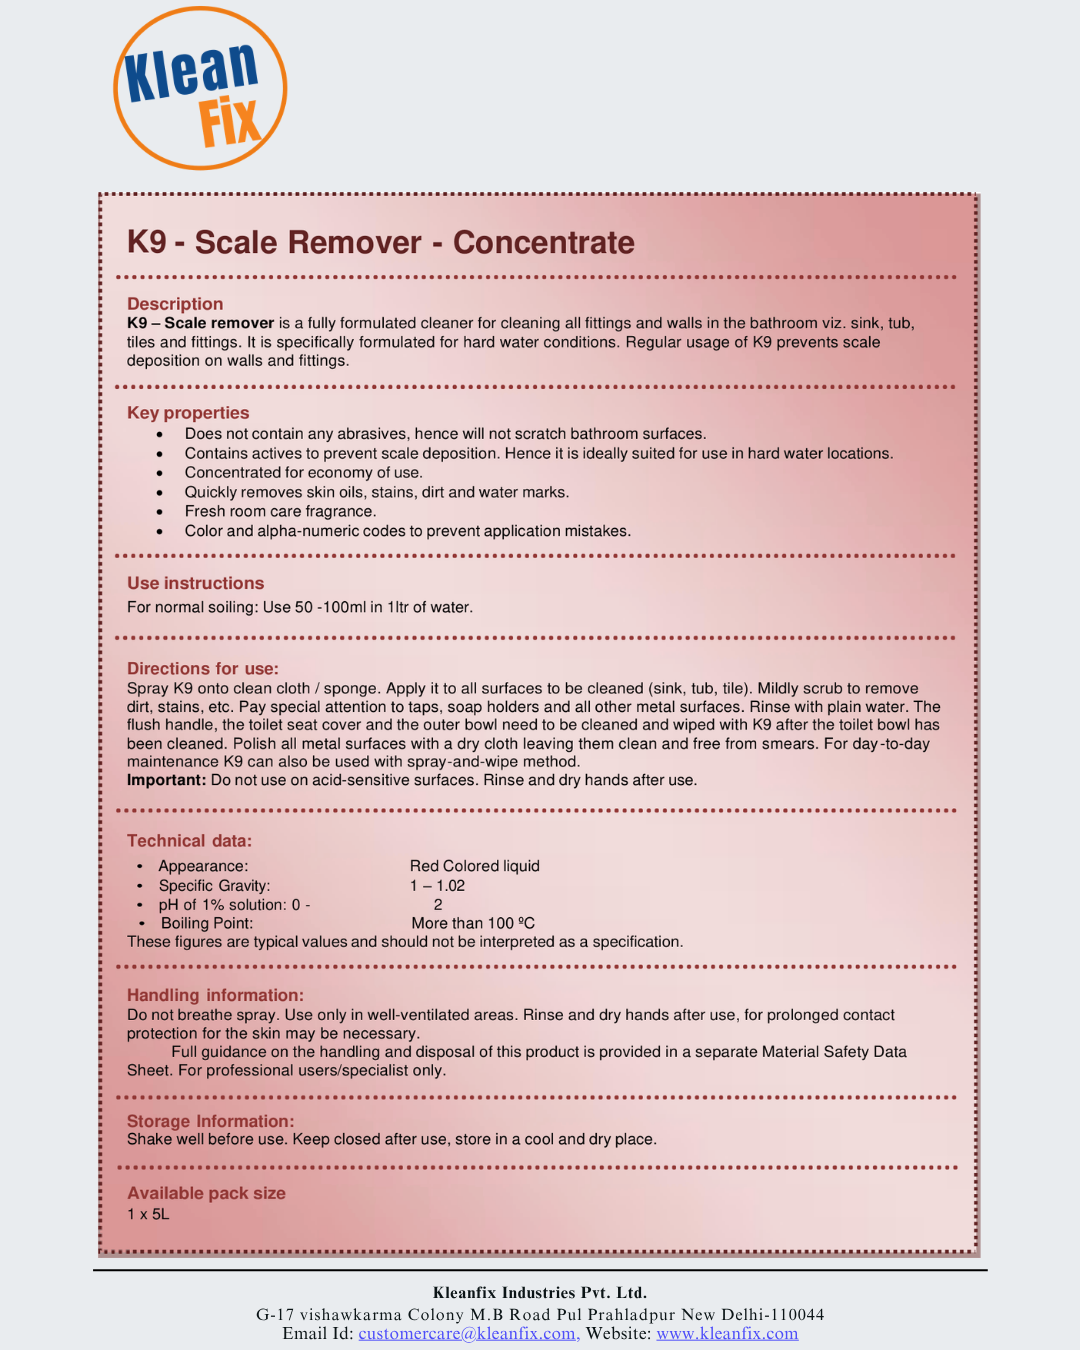 Klean
Fix
K9 - Scale Remover - Concentrate
Description
K9 – Scale remover is a fully formulated cleaner for cleaning all fittings and walls in the bathroom viz. sink, tub,
tiles and fittings. It is specifically formulated for hard water conditions. Regular usage of K9 prevents scale
deposition on walls and fittings.
Key properties
• Does not contain any abrasives, hence will not scratch bathroom surfaces.
• Contains actives to prevent scale deposition. Hence it is ideally suited for use in hard water locations.
• Concentrated for economy of use.
• Quickly removes skin oils, stains, dirt and water marks.
• Fresh room care fragrance.
• Color and alpha-numeric codes to prevent application mistakes.
Use instructions
For normal soiling: Use 50 -100ml in 1ltr of water.
Directions for use:
Spray K9 onto clean cloth / sponge. Apply it to all surfaces to be cleaned (sink, tub, tile). Mildly scrub to remove
dirt, stains, etc. Pay special attention to taps, soap holders and all other metal surfaces. Rinse with plain water. The
flush handle, the toilet seat cover and the outer bowl need to be cleaned and wiped with K9 after the toilet bowl has
been cleaned. Polish all metal surfaces with a dry cloth leaving them clean and free from smears. For day-to-day
maintenance K9 can also be used with spray-and-wipe method.
Important: Do not use on acid-sensitive surfaces. Rinse and dry hands after use.
Technical data:
• Appearance: Red Colored liquid
• Specific Gravity: 1 – 1.02
• pH of 1% solution: 0 - 2
• Boiling Point: More than 100 ºC
These figures are typical values and should not be interpreted as a specification.
Handling information:
Do not breathe spray. Use only in well-ventilated areas. Rinse and dry hands after use, for prolonged contact
protection for the skin may be necessary.
Full guidance on the handling and disposal of this product is provided in a separate Material Safety Data
Sheet. For professional users/specialist only.
Storage Information:
Shake well before use. Keep closed after use, store in a cool and dry place.
Available pack size
1 x 5L
Kleanfix Industries Pvt. Ltd.
G-17 vishawkarma Colony M.B Road Pul Prahladpur New Delhi-110044
Email Id: customercare@kleanfix.com, Website: www.kleanfix.com